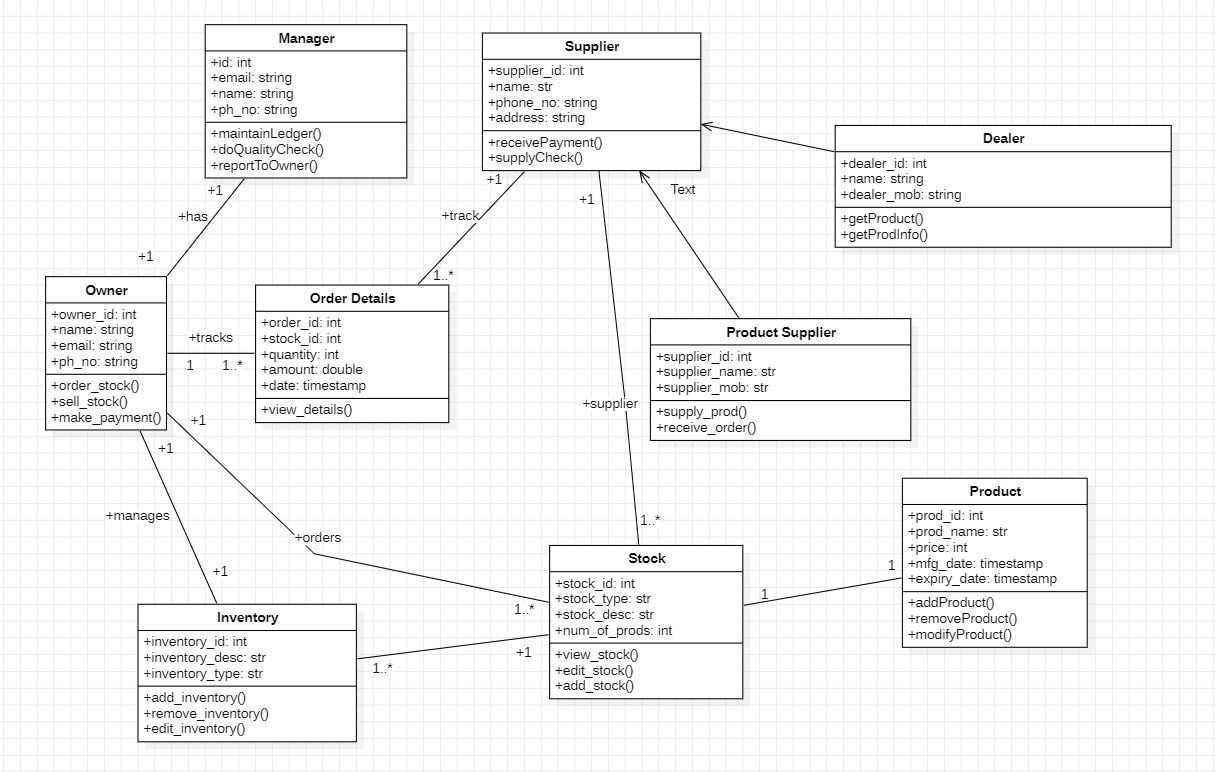 Manager
+id: int
+email: string
+name: string
+ph_no: string
+maintainLedger()
+doQualityCheck()
+reportToOwner()
Supplier
+supplier_id: int
+name: str
+phone_no: string
+address: string
+receivePayment()
+supplyCheck()
Dealer
+dealer_id: int
+name: string
+dealer_mob: string
+getProduct()
+getProdInfo()
+1
+has
+1
+1
+track
1..*
+1
Text
Owner
+owner_id: int
+name: string
+email: string
+ph_no: string
+order_stock()
+sell_stock()
+make_payment()
+tracks
1
1..*
Order Details
+order_id: int
+stock_id: int
+quantity: int
+amount: double
+date: timestamp
+view_details()
Product Supplier
+supplier_id: int
+supplier_name: str
+supplier_mob: str
+supply_prod()
+receive_order()
+supplier
1..*
+1
+orders
1..*
+1
+manages
+1
Product
+prod_id: int
+prod_name: str
+price: int
+mfg_date: timestamp
+expiry_date: timestamp
+addProduct()
+removeProduct()
+modifyProduct()
Stock
+stock_id: int
+stock_type: str
+stock_desc: str
+num_of_prods: int
+view_stock()
+edit_stock()
+add_stock()
1
1
Inventory
+inventory_id: int
+inventory_desc: str
+inventory_type: str
+add_inventory()
+remove_inventory()
+edit_inventory()
1..*
+1